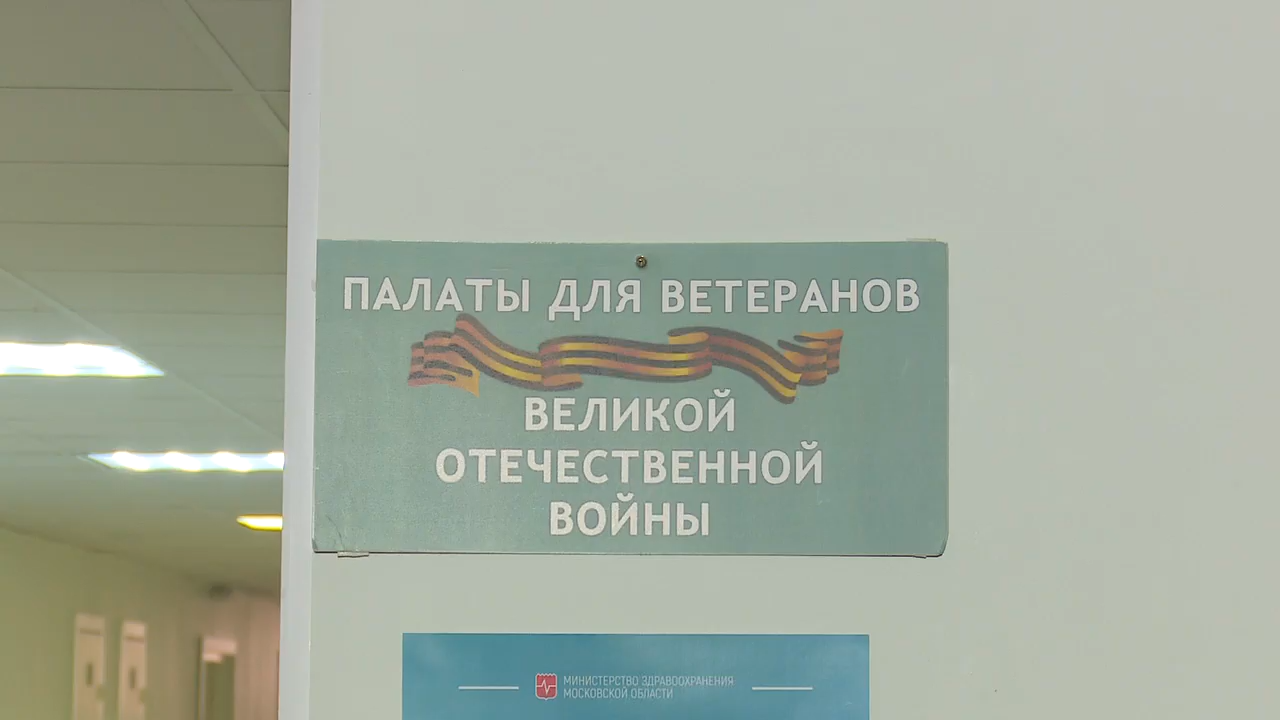 ПАЛАТЫ ДЛЯ ВЕТЕРАНОВ
ВЕЛИКОЙ
ОТЕЧЕСТВЕННОЙ
ВОЙНЫ
МИНИСТЕРСТВО ЗДРАВООХРАНЕНИЯ
МОСКОВСКОЙ ОБЛАСТИ